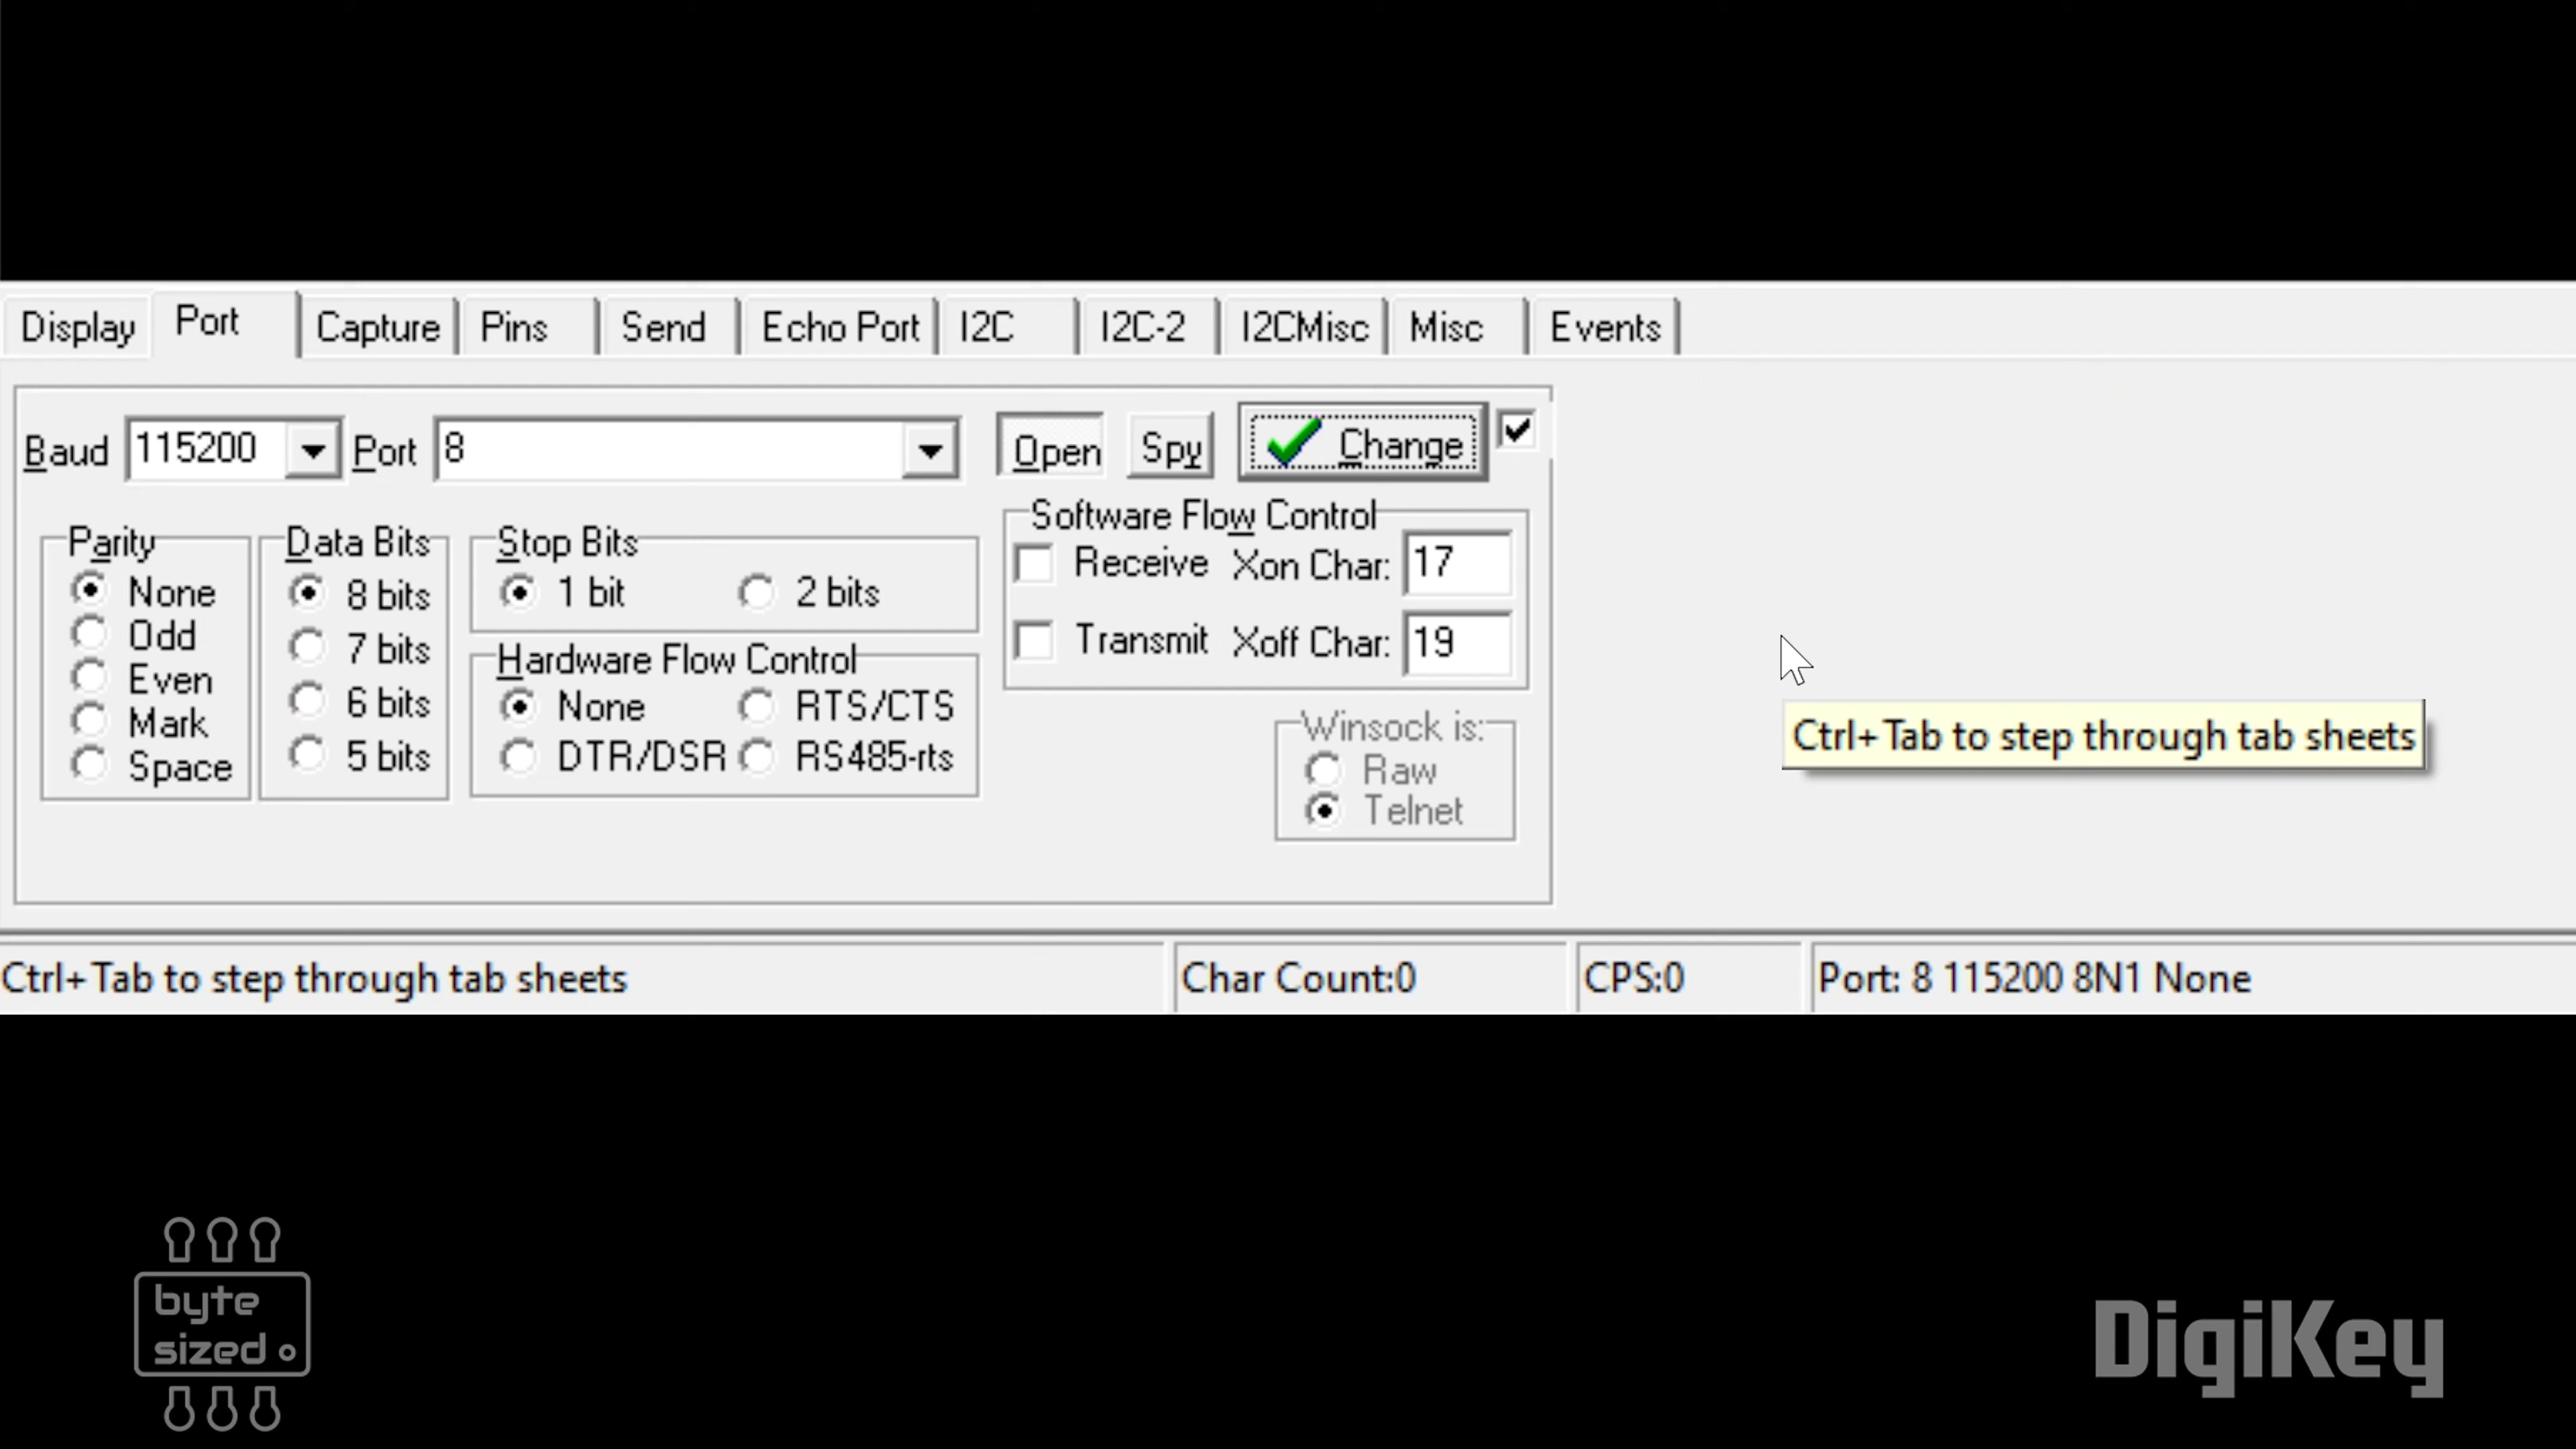 Display Port Capture Pins Send Echo Port I2C I2C-2 I2CMisc Misc Events
Baud 115200 Port 8 Open Spy Change
Parity
None
Odd
Even
Mark
Space
Data Bits
8 bits
7 bits
6 bits
5 bits
Stop Bits
1 bit 2 bits
Hardware Flow Control
None RTS/CTS
DTR/DSR RS485-rts
Software Flow Control
Receive Xon Char: 17
Transmit Xoff Char: 19
Winsock is:
Raw
Telnet
Ctrl+Tab to step through tab sheets
Ctrl+Tab to step through tab sheets Char Count:0 CPS:0 Port: 8 115200 8N1 None
byte
sized
DigiKey